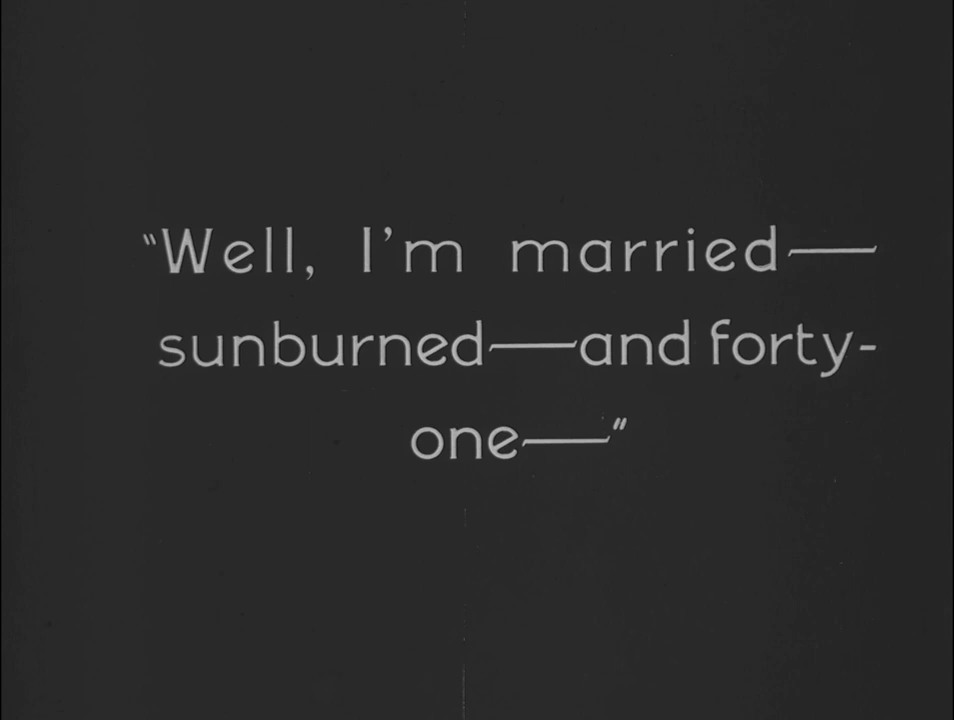 "Well, I'm married—
sunburned—and forty-
one—"